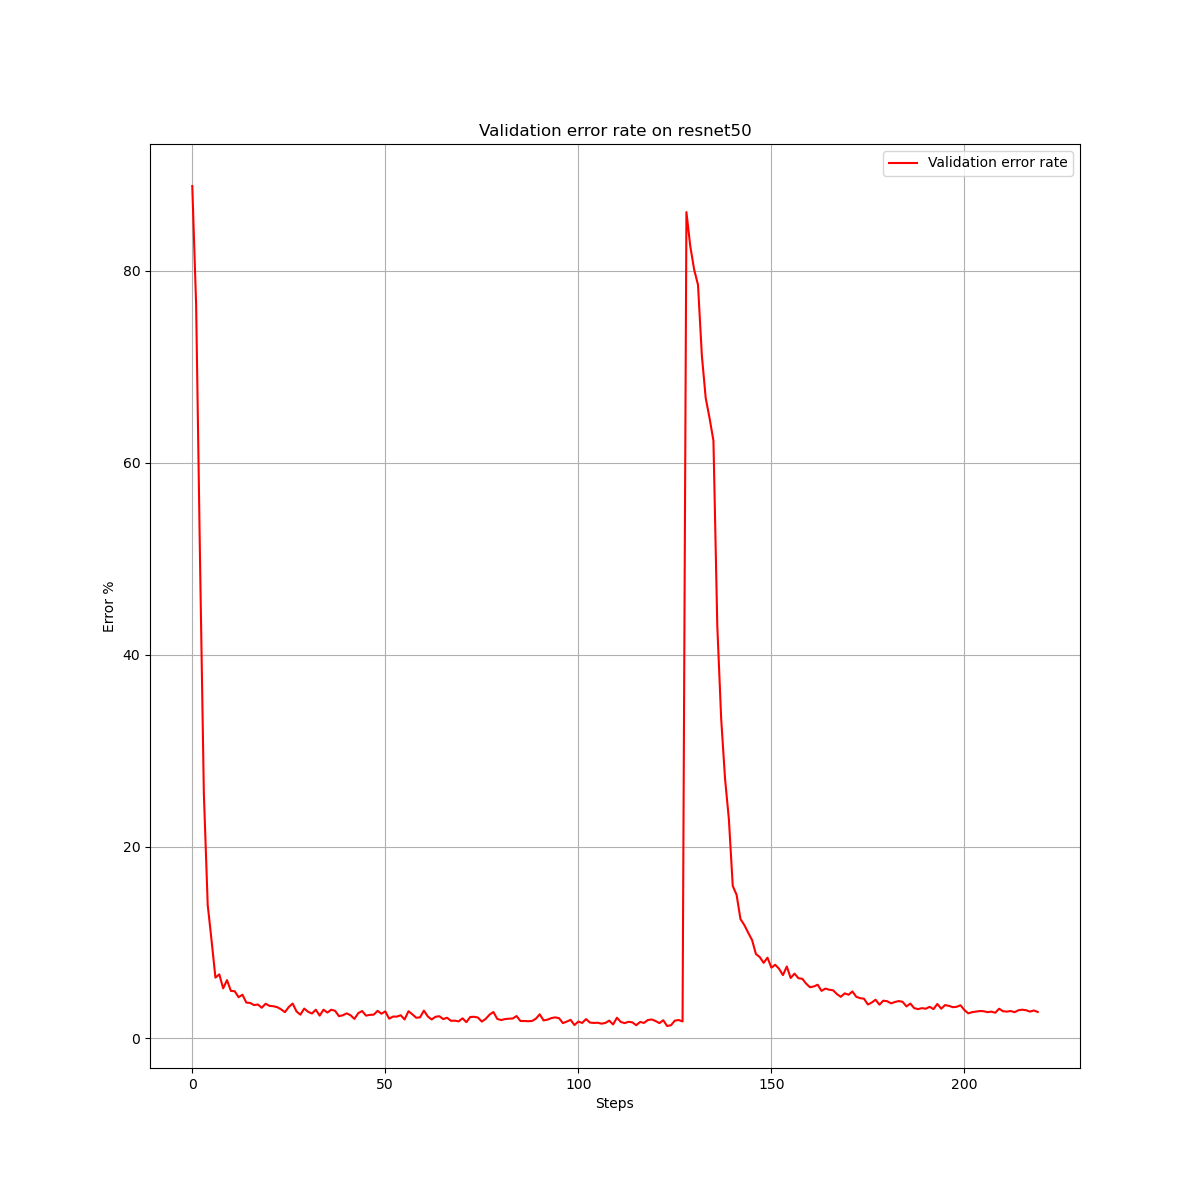 Validation error rate on resnet50
Validation error rate
80
60
40
20
0
Error %
0 50 100 150 200
Steps